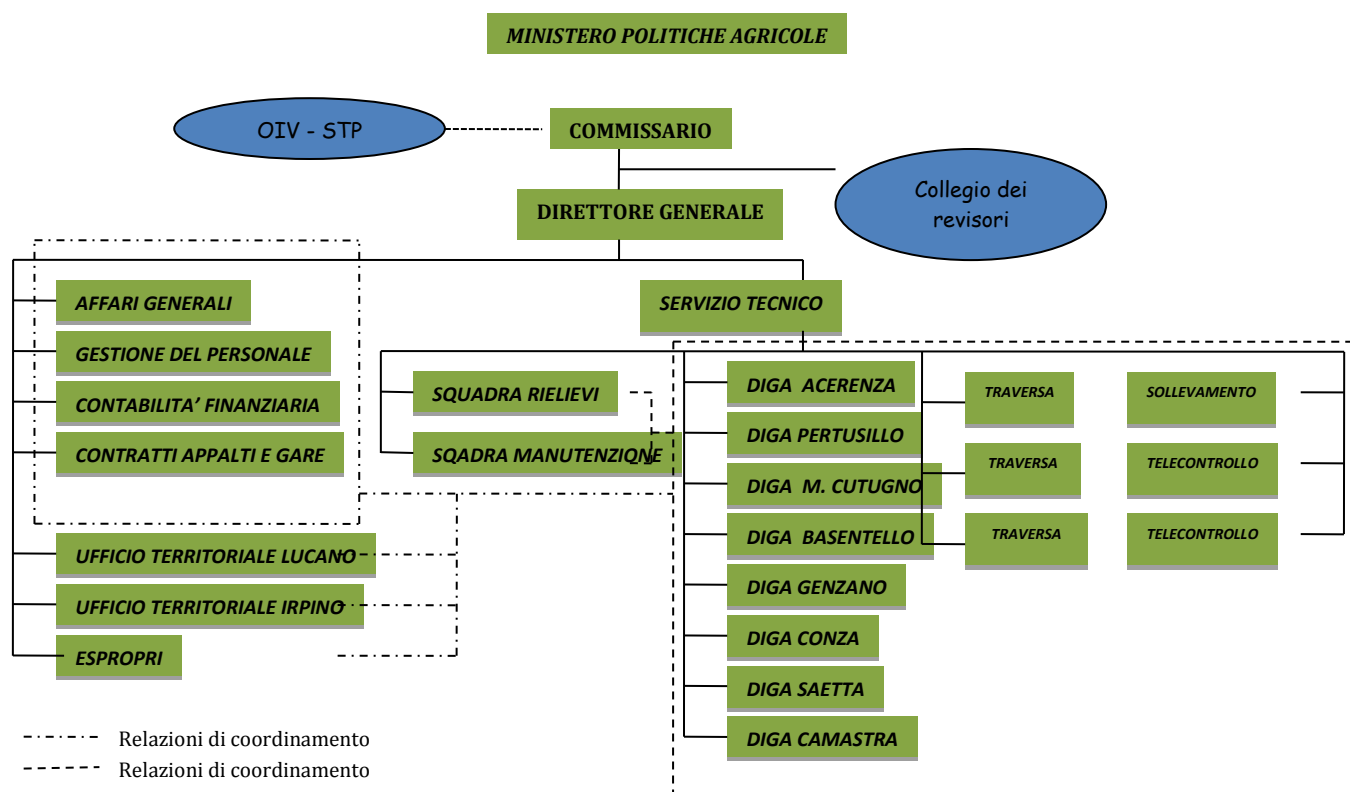 MINISTERO POLITICHE AGRICOLE
OIV - STP
COMMISSARIO
Collegio dei
revisori
DIRETTORE GENERALE
AFFARI GENERALI
SERVIZIO TECNICO
GESTIONE DEL PERSONALE
CONTABILITA’ FINANZIARIA
CONTRATTI APPALTI E GARE
SQUADRA RIELIEVI
SQADRA MANUTENZIONE
DIGA ACERENZA
DIGA PERTUSILLO
DIGA M. CUTUGNO
DIGA BASENTELLO
DIGA GENZANO
DIGA CONZA
DIGA SAETTA
DIGA CAMASTRA
TRAVERSA
TRAVERSA
TRAVERSA
SOLLEVAMENTO
TELECONTROLLO
TELECONTROLLO
UFFICIO TERRITORIALE LUCANO
UFFICIO TERRITORIALE IRPINO
ESPROPRI
Relazioni di coordinamento
Relazioni di coordinamento